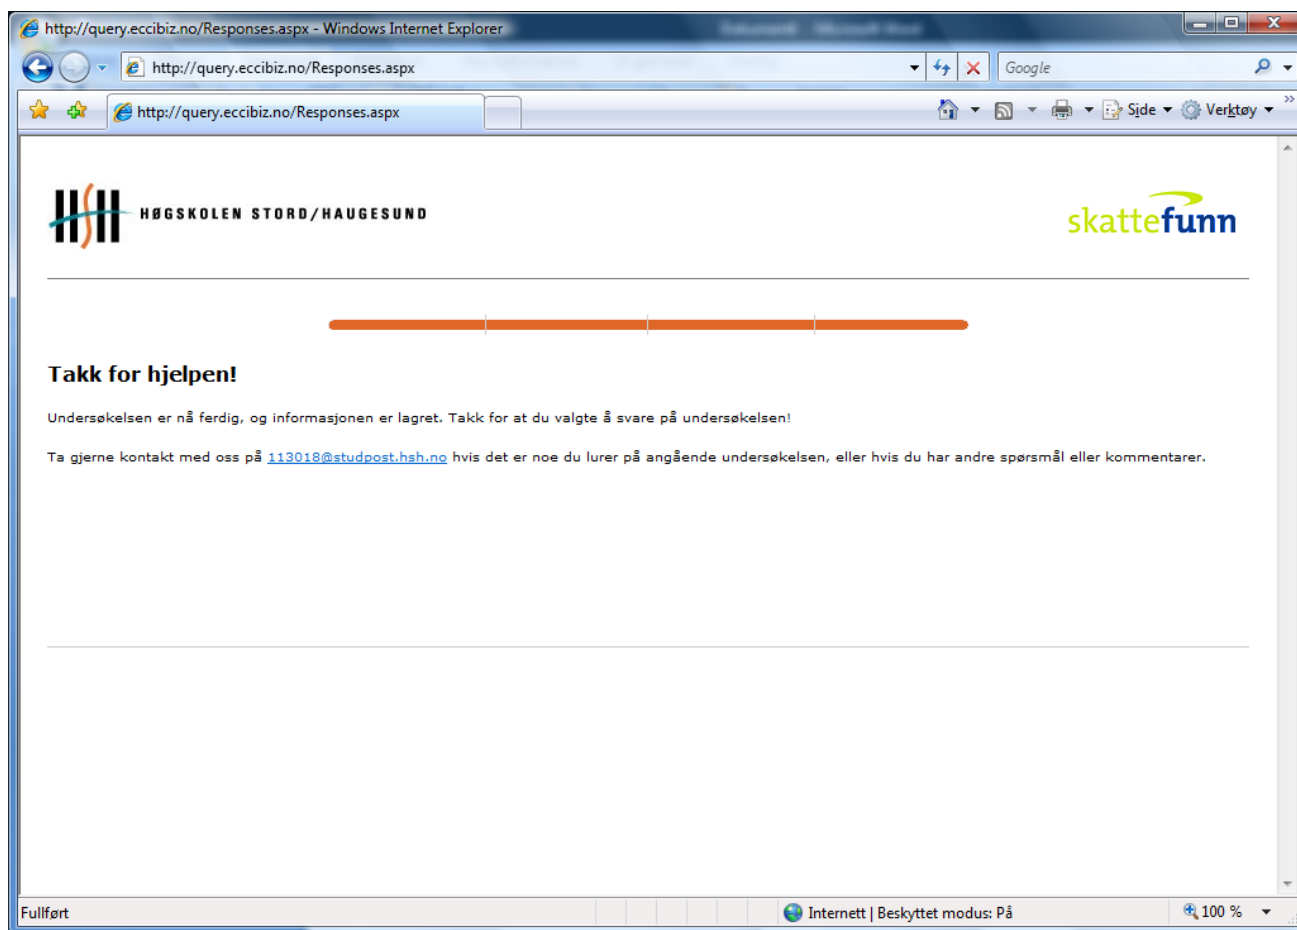 http://query.eccibiz.no/Responses.aspx - Windows Internet Explorer
http://query.eccibiz.no/Responses.aspx
Google
http://query.eccibiz.no/Responses.aspx
Side
Verktøy
HSH HØGSKOLEN STORD/HAUGESUND
skattefunn
Takk for hjelpen!
Undersøkelsen er nå ferdig, og informasjonen er lagret. Takk for at du valgte å svare på undersøkelsen!
Ta gjerne kontakt med oss på 113018@studpost.hsh.no hvis det er noe du lurer på angående undersøkelsen, eller hvis du har andre spørsmål eller kommentarer.
Fullført
Internett | Beskyttet modus: På
100 %